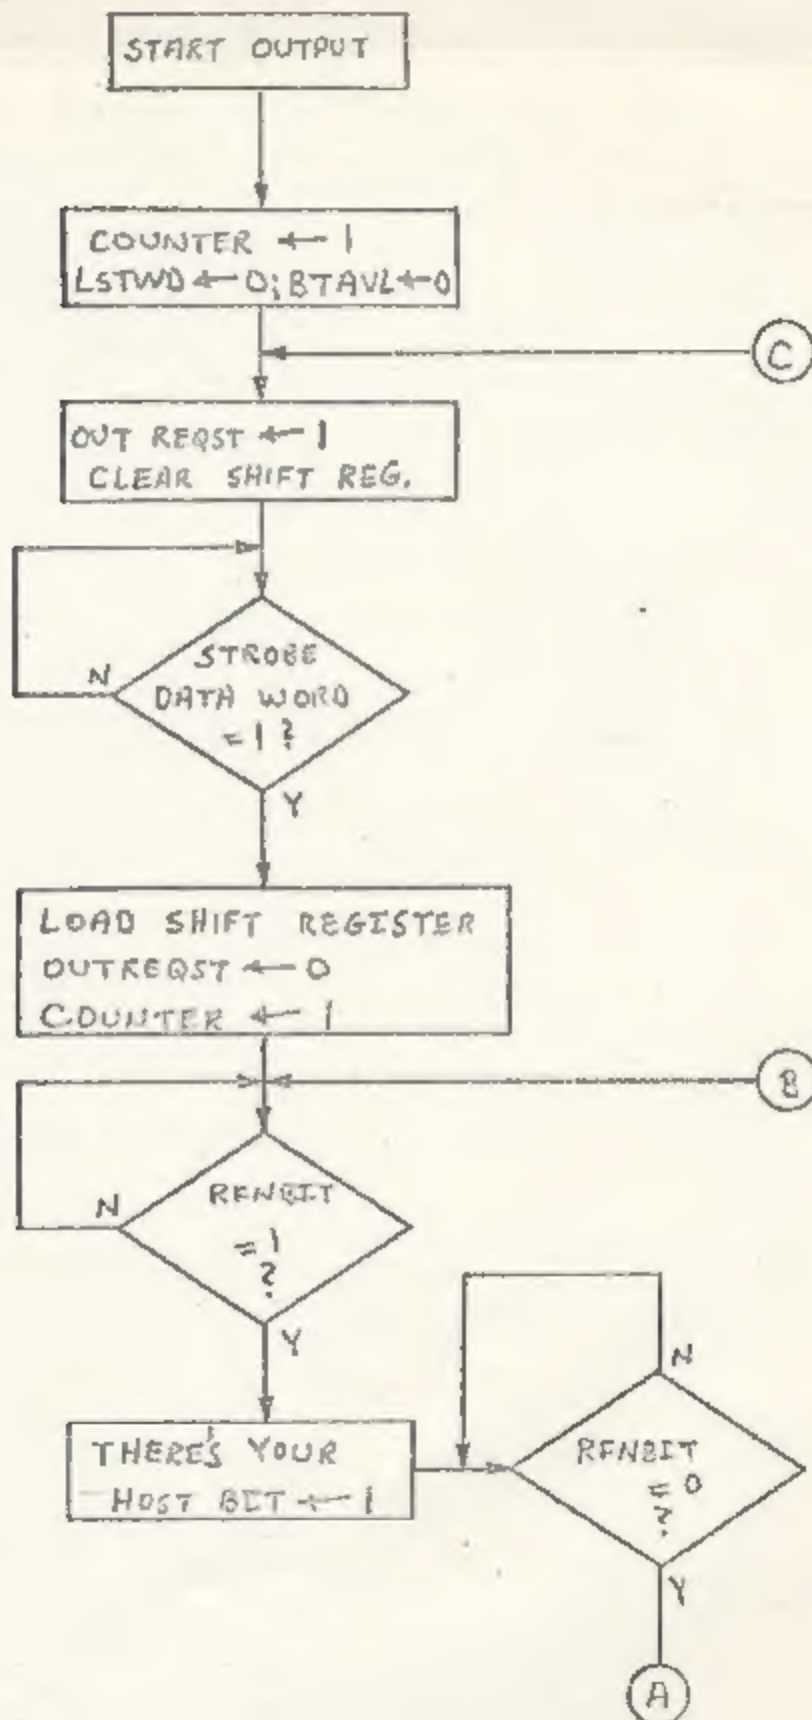 START OUTPUT
COUNTER ← 1
LSTWD ← 0; BTAVL ← 0
C
OUT REQST ← 1
CLEAR SHIFT REG.
STROBE
DATA WORD
= 1 ?
N
Y
LOAD SHIFT REGISTER
OUTREQST ← 0
COUNTER ← 1
B
RFNBIT
= 1
?
N
Y
THERE'S YOUR
HOST BIT ← 1
RFNBIT
= 0
?
N
Y
A